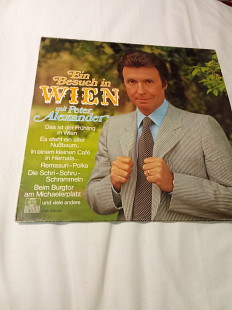 Ein
Besuch in
WIEN
mit Peter
Alexander
Das ist der Frühling
in Wien
Es steht ein alter
Nußbaum...
In einem kleinen Café
in Hernals...
Remasuri-Polka
Die Schri-Schru-
Schrammeln
Beim Burgtor
am Michaelerplatz
und viele andere